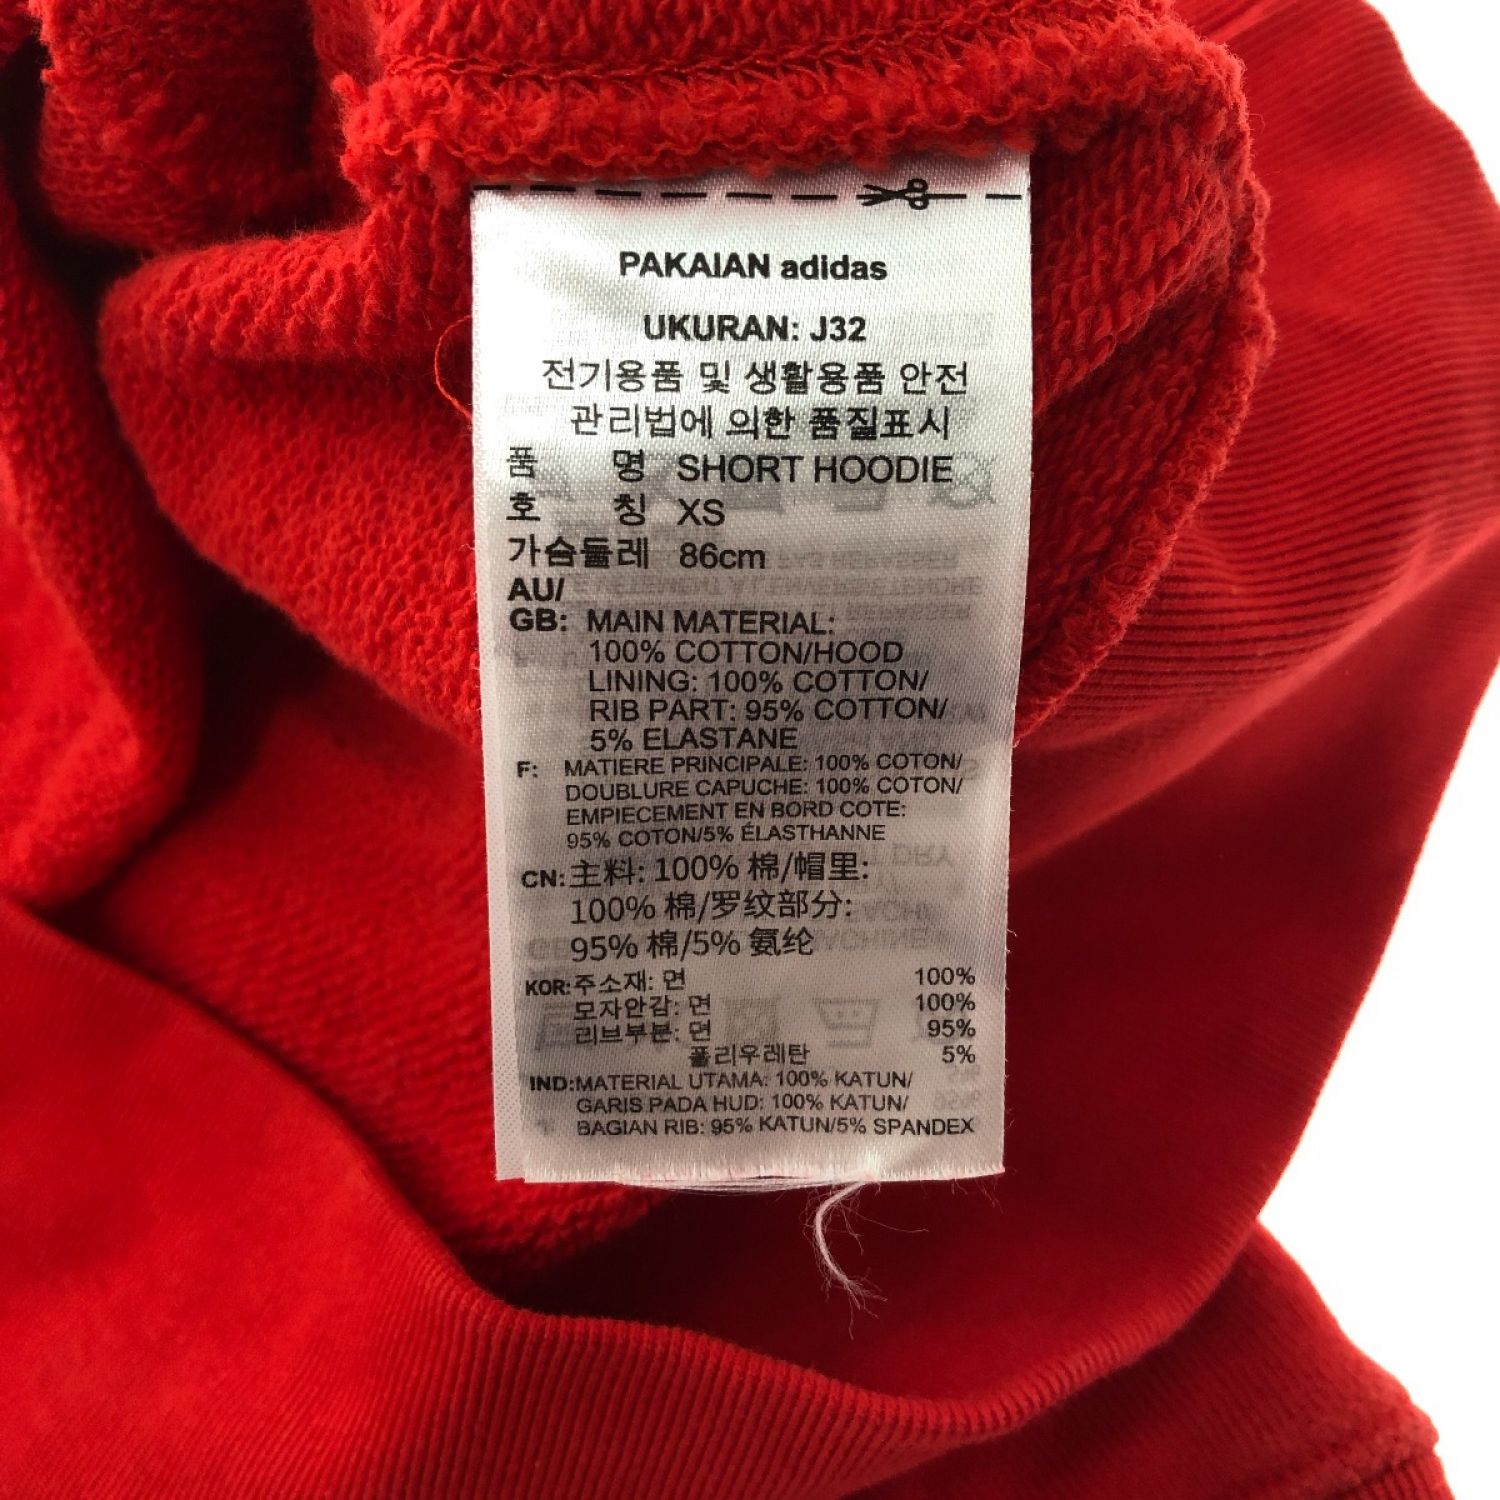 PAKAIAN adidas
UKURAN: J32
전기용품 및 생활용품 안전
관리법에 의한 품질표시
품 명 SHORT HOODIE
호 칭 XS
가슴둘레 86cm
AU/
GB: MAIN MATERIAL:
100% COTTON/HOOD
LINING: 100% COTTON/
RIB PART: 95% COTTON/
5% ELASTANE
F: MATIERE PRINCIPALE: 100% COTON/
DOUBLURE CAPUCHE: 100% COTON/
EMPIECEMENT EN BORD COTE:
95% COTON/5% ÉLASTHANNE
CN: 主料: 100% 棉/帽里:
100% 棉/罗纹部分:
95% 棉/5% 氨纶
KOR: 주소재: 면 100%
모자안감: 면 100%
리브부분: 면 95%
폴리우레탄 5%
IND: MATERIAL UTAMA: 100% KATUN/
GARIS PADA HUD: 100% KATUN/
BAGIAN RIB: 95% KATUN/5% SPANDEX